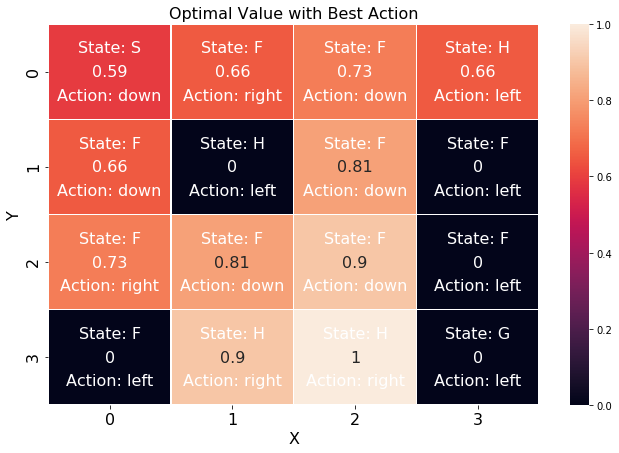 Optimal Value with Best Action
State: S State: F State: F State: H
0.59 0.66 0.73 0.66
Action: down Action: right Action: down Action: left
State: F State: H State: F State: F
0.66 0 0.81 0
Action: down Action: left Action: down Action: left
State: F State: F State: F State: F
0.73 0.81 0.9 0
Action: right Action: down Action: down Action: left
State: F State: H State: H State: G
0 0.9 1 0
Action: left Action: right Action: right Action: left
0 1 2 3
X
Y
0
1
2
3
1.0
0.8
0.6
0.4
0.2
0.0